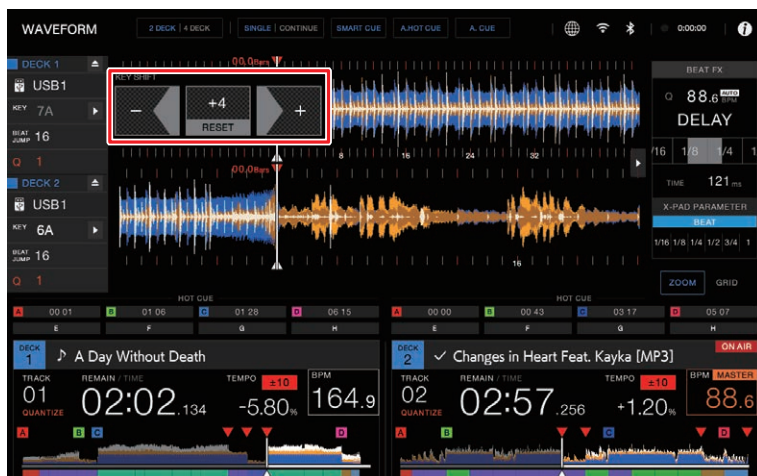 WAVEFORM
2 DECK | 4 DECK
SINGLE | CONTINUE
SMART CUE
A.HOT CUE
A. CUE
0:00:00
i
DECK 1
USB1
KEY 7A
BEAT JUMP 16
Q 1
00.0Bars
KEY SHIFT
−
+4
RESET
+
8 16 24 32
DECK 2
USB1
KEY 6A
BEAT JUMP 16
Q 1
00.0Bars
16
BEAT FX
Q 88.6 AUTO BPM
DELAY
/16 1/8 1/4 1
TIME 121 ms
X-PAD PARAMETER
BEAT
1/16 1/8 1/4 1/2 3/4 1
ZOOM GRID
HOT CUE
A 00 01 B 01 06 C 01 28 D 06 15
E F G H
HOT CUE
A 00 00 B 00 43 C 03 17 D 05 07
E F G H
DECK 1
A Day Without Death
TRACK 01
QUANTIZE
REMAIN / TIME
02:02.134
TEMPO ±10
-5.80%
BPM
164.9
A B C D
DECK 2
Changes in Heart Feat. Kayka [MP3]
ON AIR
TRACK 02
QUANTIZE
REMAIN / TIME
02:57.256
TEMPO ±10
+1.20%
BPM MASTER
88.6
A B C D